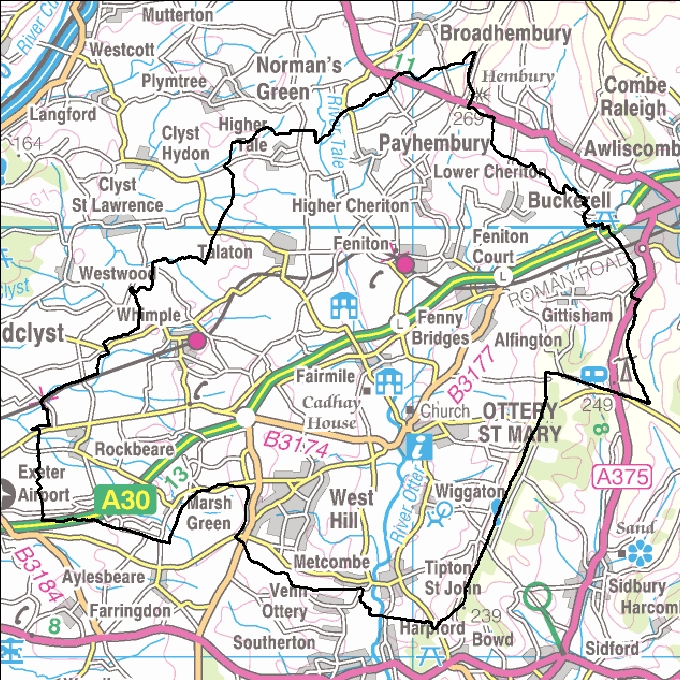 Mutterton
Broadhembury
River C
Westcott
11
Norman's
Green
Hembury
Plymtree
Combe
Raleigh
Langford
Higher
Tale
River Tale
269
164
Clyst
Hydon
Payhembury
Awliscomb
Lower Cheriton
61
Clyst
St Lawrence
Higher Cheriton
Buckerell
Talaton
Feniton
Feniton
Court
Westwood
lyst
L
ROMAN ROAD
Whimple
Gittisham
dclyst
L
Fenny
Bridges
Alfington
B3177
Fairmile
Cadhay
House
Church
OTTERY
ST MARY
249
8
B3174
Rockbeare
13
Exeter
Airport
A30
A375
Marsh
Green
West
Hill
River Otter
Wiggaton
Sand
B3184
Metcombe
Aylesbeare
Tipton
St John
Sidbury
Venn
Ottery
Farringdon
239
Harcom
8
Harpford
Bowd
Southerton
Sidford